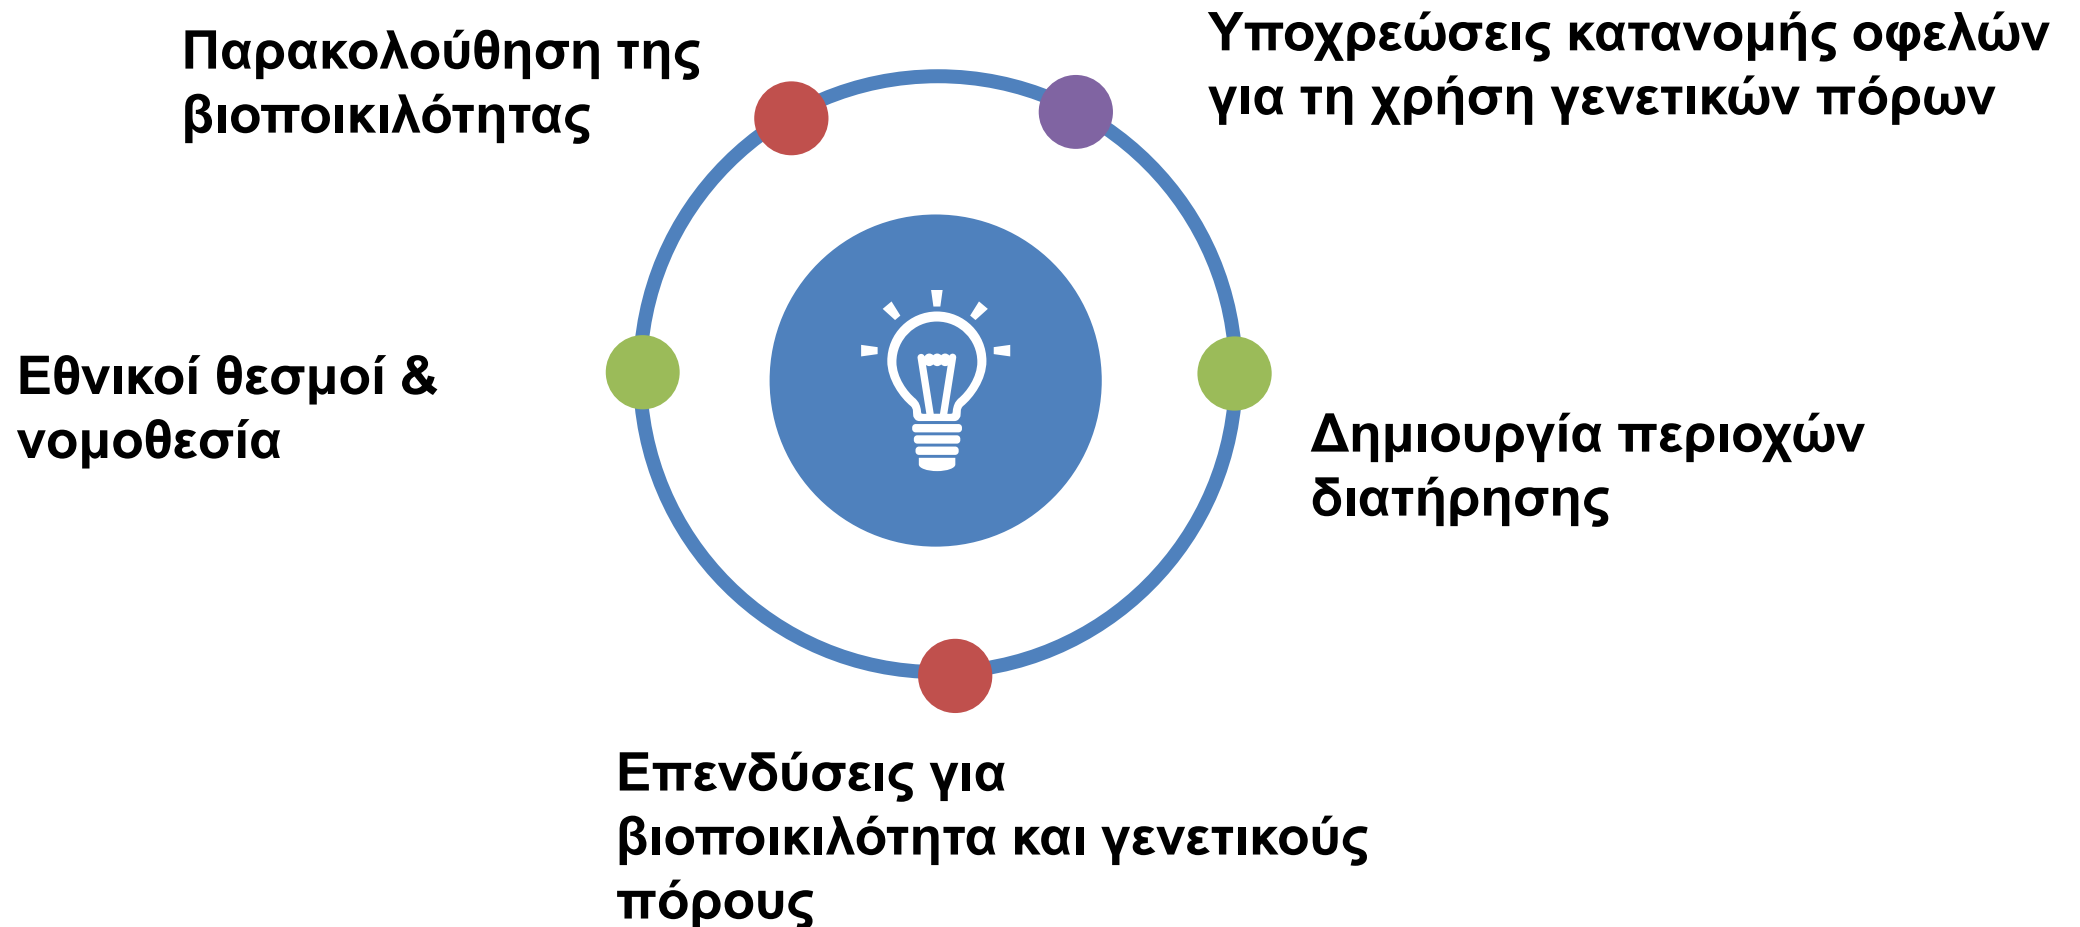 Παρακολούθηση της
βιοποικιλότητας
Υποχρεώσεις κατανομής οφελών
για τη χρήση γενετικών πόρων
Εθνικοί θεσμοί &
νομοθεσία
Δημιουργία περιοχών
διατήρησης
Επενδύσεις για
βιοποικιλότητα και γενετικούς
πόρους